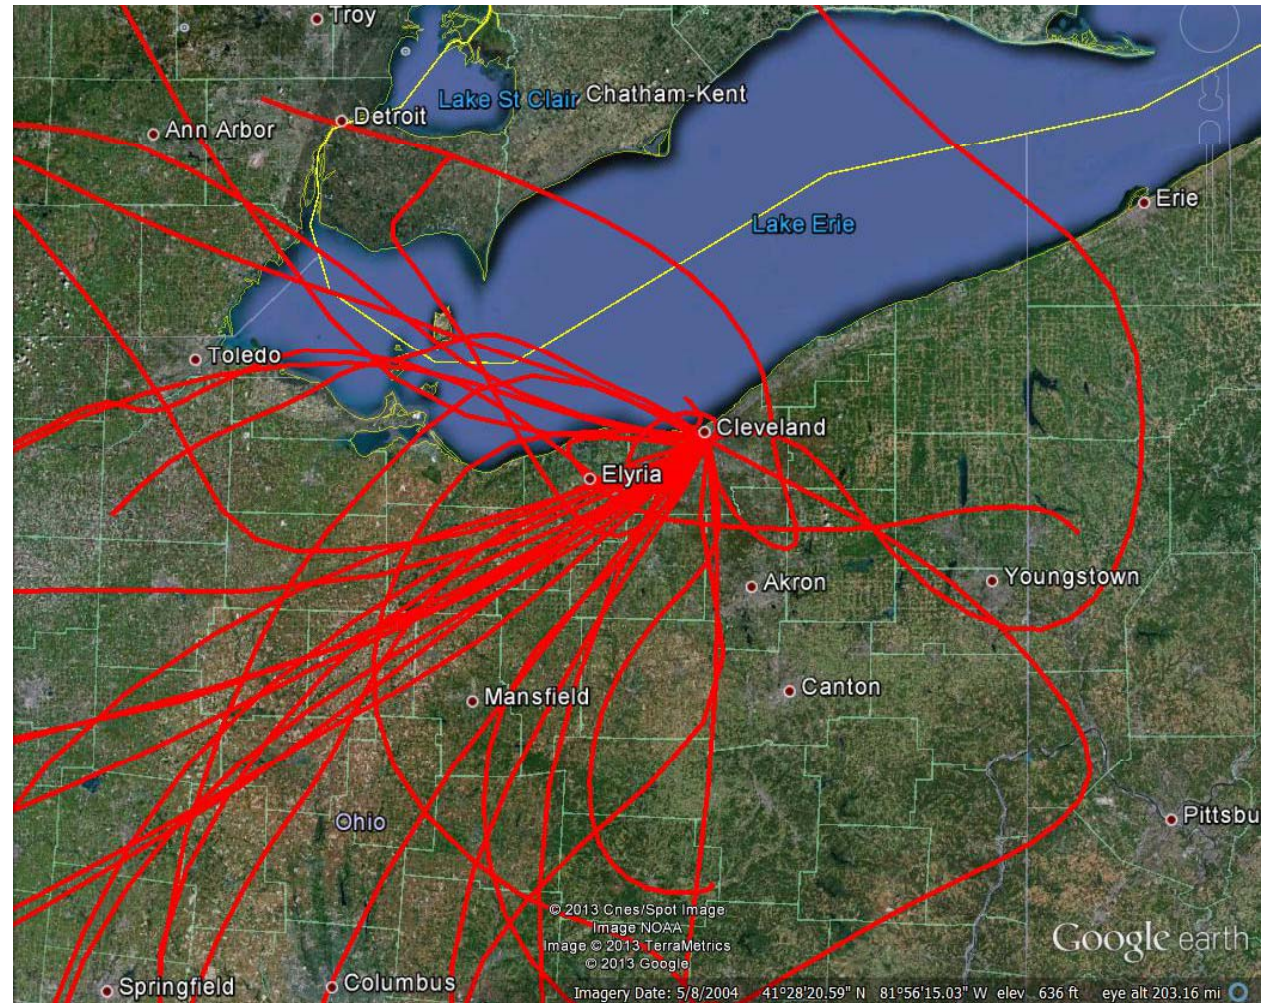 Troy
Lake St Clair
Chatham-Kent
Detroit
Ann Arbor
Erie
Lake Erie
Toledo
Cleveland
Elyria
Akron
Youngstown
Mansfield
Canton
Ohio
Pittsbu
© 2013 Cnes/Spot Image
Image NOAA
Image © 2013 TerraMetrics
© 2013 Google
Google earth
Springfield
Columbus
Imagery Date: 5/8/2004 41°28'20.59" N 81°56'15.03" W elev 636 ft eye alt 203.16 mi